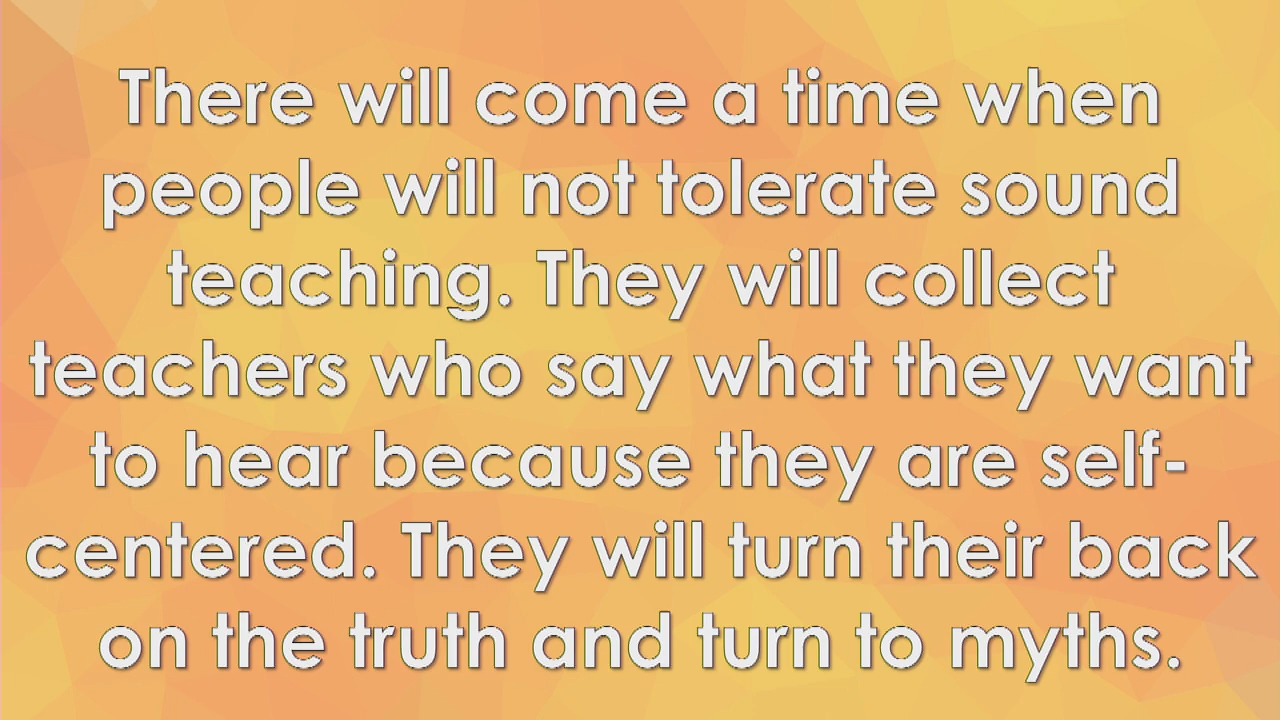 There will come a time when
people will not tolerate sound
teaching. They will collect
teachers who say what they want
to hear because they are self-
centered. They will turn their back
on the truth and turn to myths.